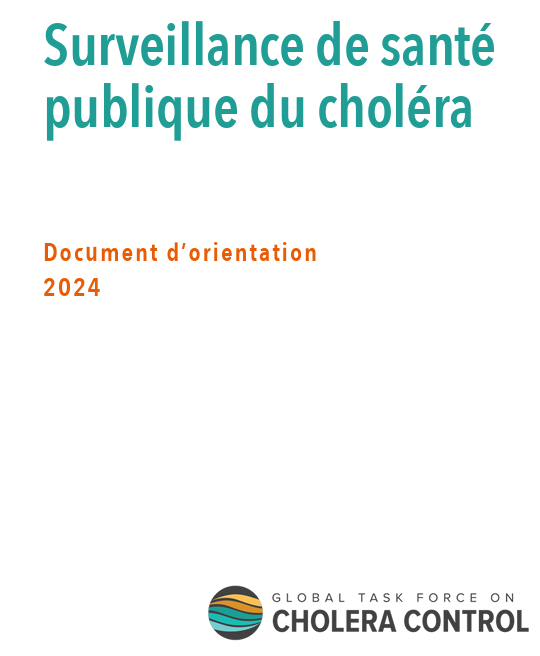 Surveillance de santé
publique du choléra
Document d’orientation
2024
GLOBAL TASK FORCE ON
CHOLERA CONTROL